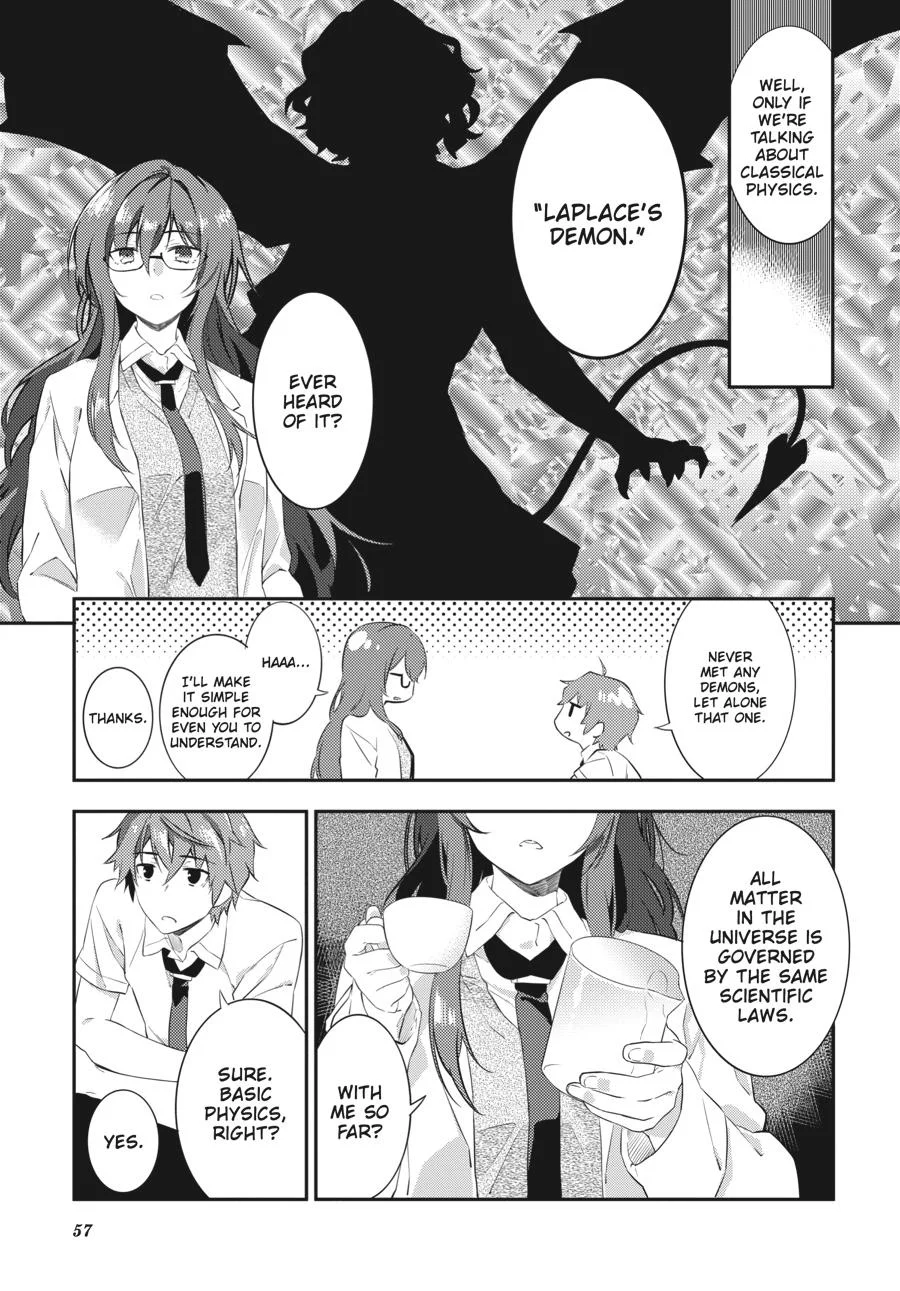 WELL,
ONLY IF
WE'RE
TALKING
ABOUT
CLASSICAL
PHYSICS.
"LAPLACE'S
DEMON."
EVER
HEARD
OF IT?
NEVER
MET ANY
DEMONS,
LET ALONE
THAT ONE.
HAAA...
I'LL MAKE
IT SIMPLE
ENOUGH FOR
EVEN YOU TO
UNDERSTAND.
THANKS.
ALL
MATTER
IN THE
UNIVERSE IS
GOVERNED
BY THE SAME
SCIENTIFIC
LAWS.
WITH
ME SO
FAR?
SURE.
BASIC
PHYSICS,
RIGHT?
YES.
57